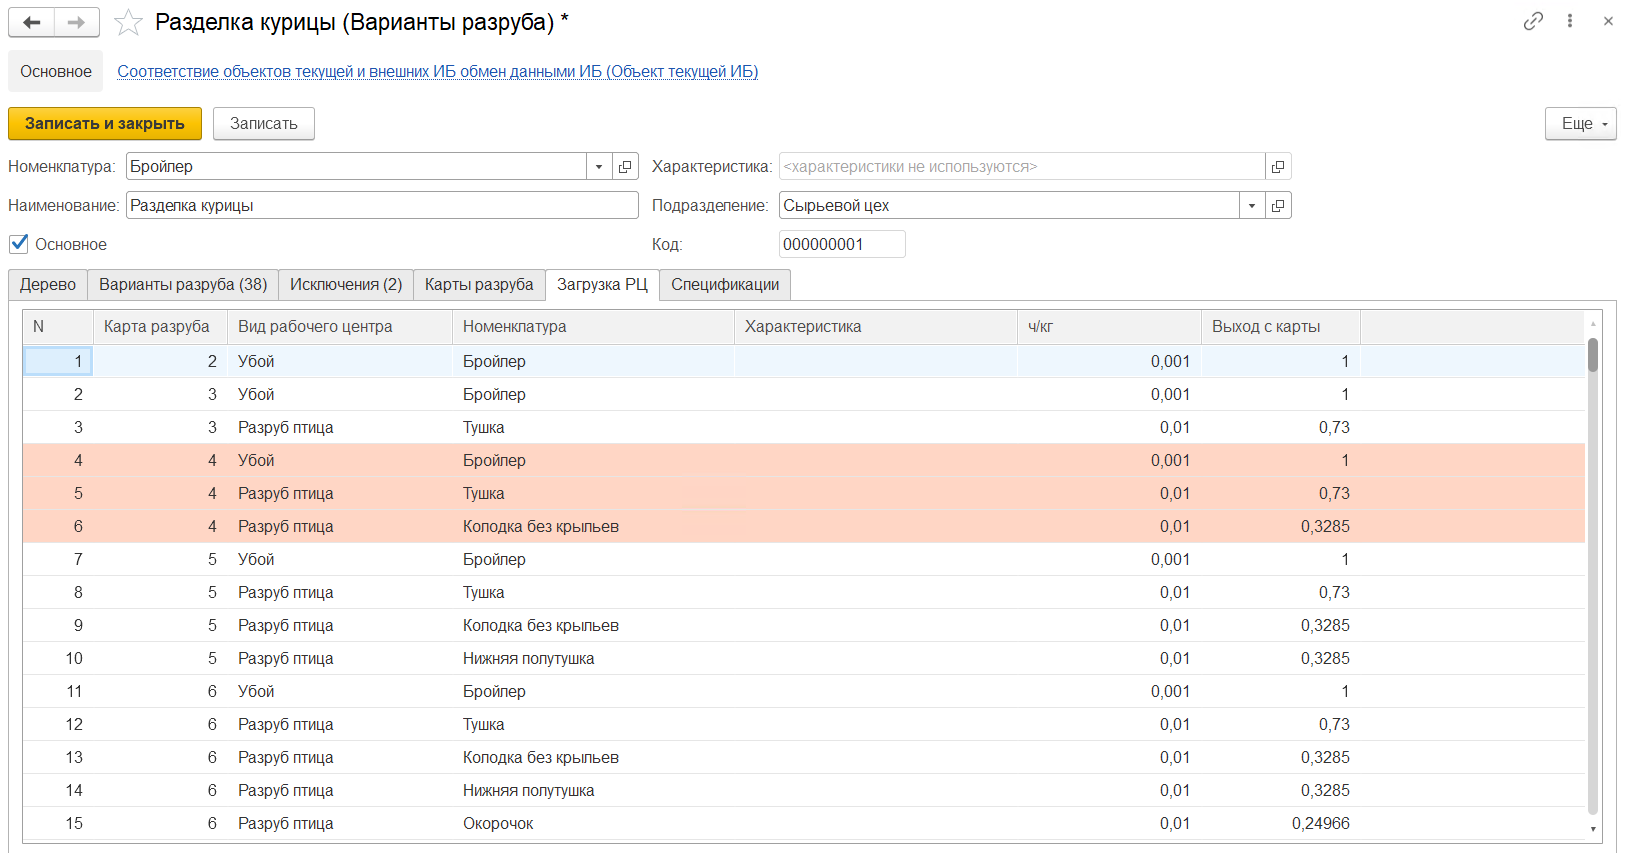 Разделка курицы (Варианты разруба) *
Основное Соответствие объектов текущей и внешних ИБ обмен данными ИБ (Объект текущей ИБ)
Записать и закрыть Записать Еще
Номенклатура: Бройлер Характеристика: <характеристики не используются>
Наименование: Разделка курицы Подразделение: Сырьевой цех
Основное Код: 000000001
Дерево Варианты разруба (38) Исключения (2) Карты разруба Загрузка РЦ Спецификации
N Карта разруба Вид рабочего центра Номенклатура Характеристика ч/кг Выход с карты
1 2 Убой Бройлер 0,001 1
2 3 Убой Бройлер 0,001 1
3 3 Разруб птица Тушка 0,01 0,73
4 4 Убой Бройлер 0,001 1
5 4 Разруб птица Тушка 0,01 0,73
6 4 Разруб птица Колодка без крыльев 0,01 0,3285
7 5 Убой Бройлер 0,001 1
8 5 Разруб птица Тушка 0,01 0,73
9 5 Разруб птица Колодка без крыльев 0,01 0,3285
10 5 Разруб птица Нижняя полутушка 0,01 0,3285
11 6 Убой Бройлер 0,001 1
12 6 Разруб птица Тушка 0,01 0,73
13 6 Разруб птица Колодка без крыльев 0,01 0,3285
14 6 Разруб птица Нижняя полутушка 0,01 0,3285
15 6 Разруб птица Окорочок 0,01 0,24966